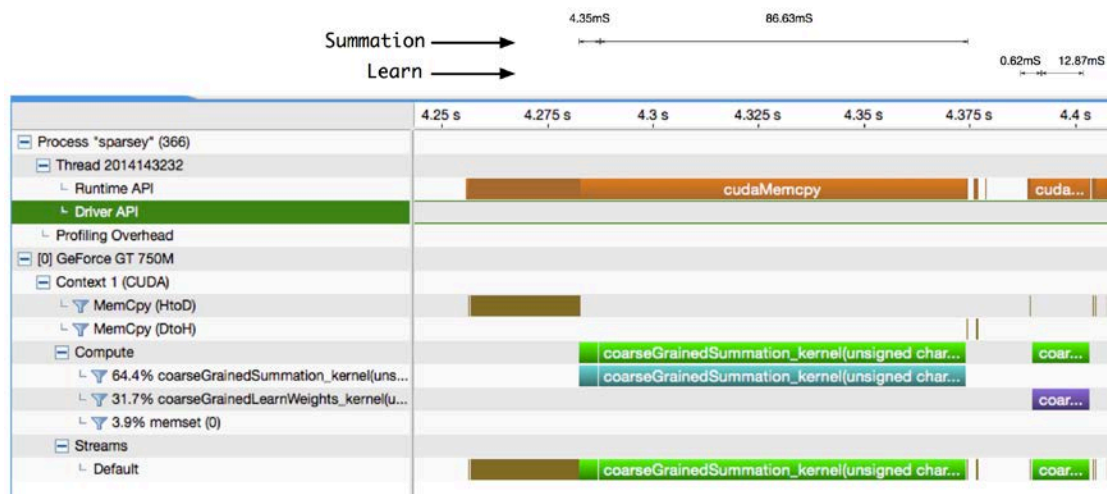 4.35mS 86.63mS
Summation
Learn
0.62mS 12.87mS
4.25 s 4.275 s 4.3 s 4.325 s 4.35 s 4.375 s 4.4 s
Process "sparsey" (366)
Thread 2014143232
Runtime API cudaMemcpy cuda...
Driver API
Profiling Overhead
[0] GeForce GT 750M
Context 1 (CUDA)
MemCpy (HtoD)
MemCpy (DtoH)
Compute coarseGrainedSummation_kernel(unsigned char... coar...
64.4% coarseGrainedSummation_kernel(uns... coarseGrainedSummation_kernel(unsigned char...
31.7% coarseGrainedLearnWeights_kernel(u... coar...
3.9% memset (0)
Streams
Default coarseGrainedSummation_kernel(unsigned char... coar...